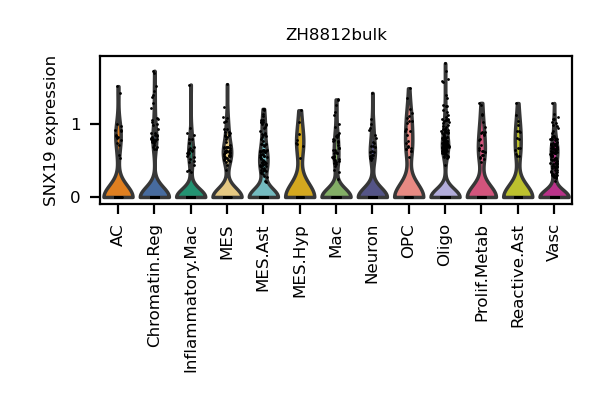 ZH8812bulk
SNX19 expression
1
0
AC
Chromatin.Reg
Inflammatory.Mac
MES
MES.Ast
MES.Hyp
Mac
Neuron
OPC
Oligo
Prolif.Metab
Reactive.Ast
Vasc